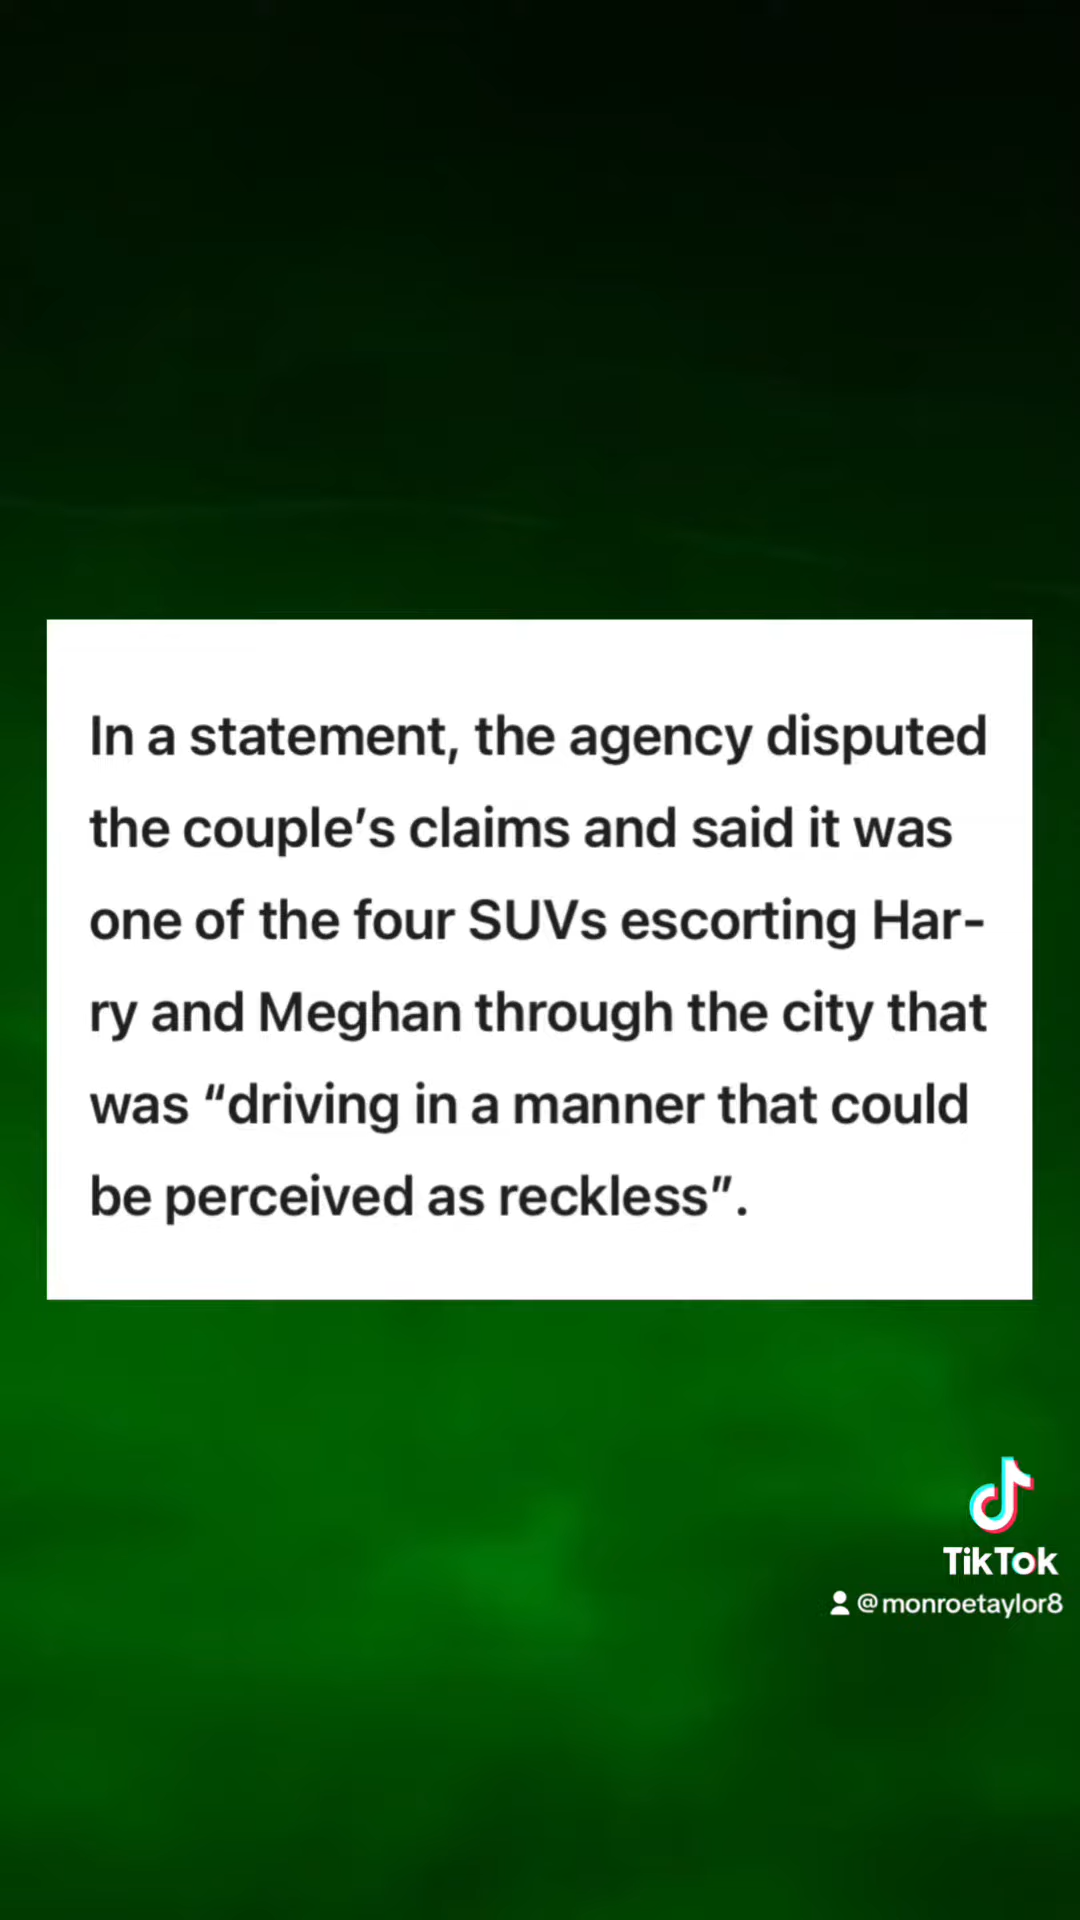 In a statement, the agency disputed
the couple’s claims and said it was
one of the four SUVs escorting Har-
ry and Meghan through the city that
was “driving in a manner that could
be perceived as reckless”.
TikTok
@monroetaylor8